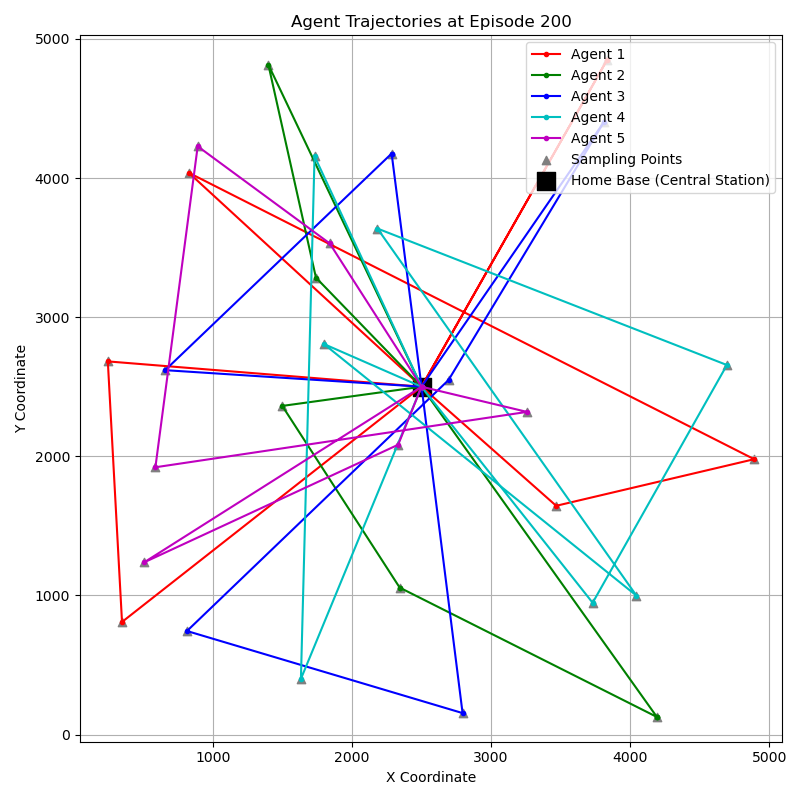 Agent Trajectories at Episode 200
Agent 1
Agent 2
Agent 3
Agent 4
Agent 5
Sampling Points
Home Base (Central Station)
5000
4000
3000
2000
1000
0
Y Coordinate
1000 2000 3000 4000 5000
X Coordinate